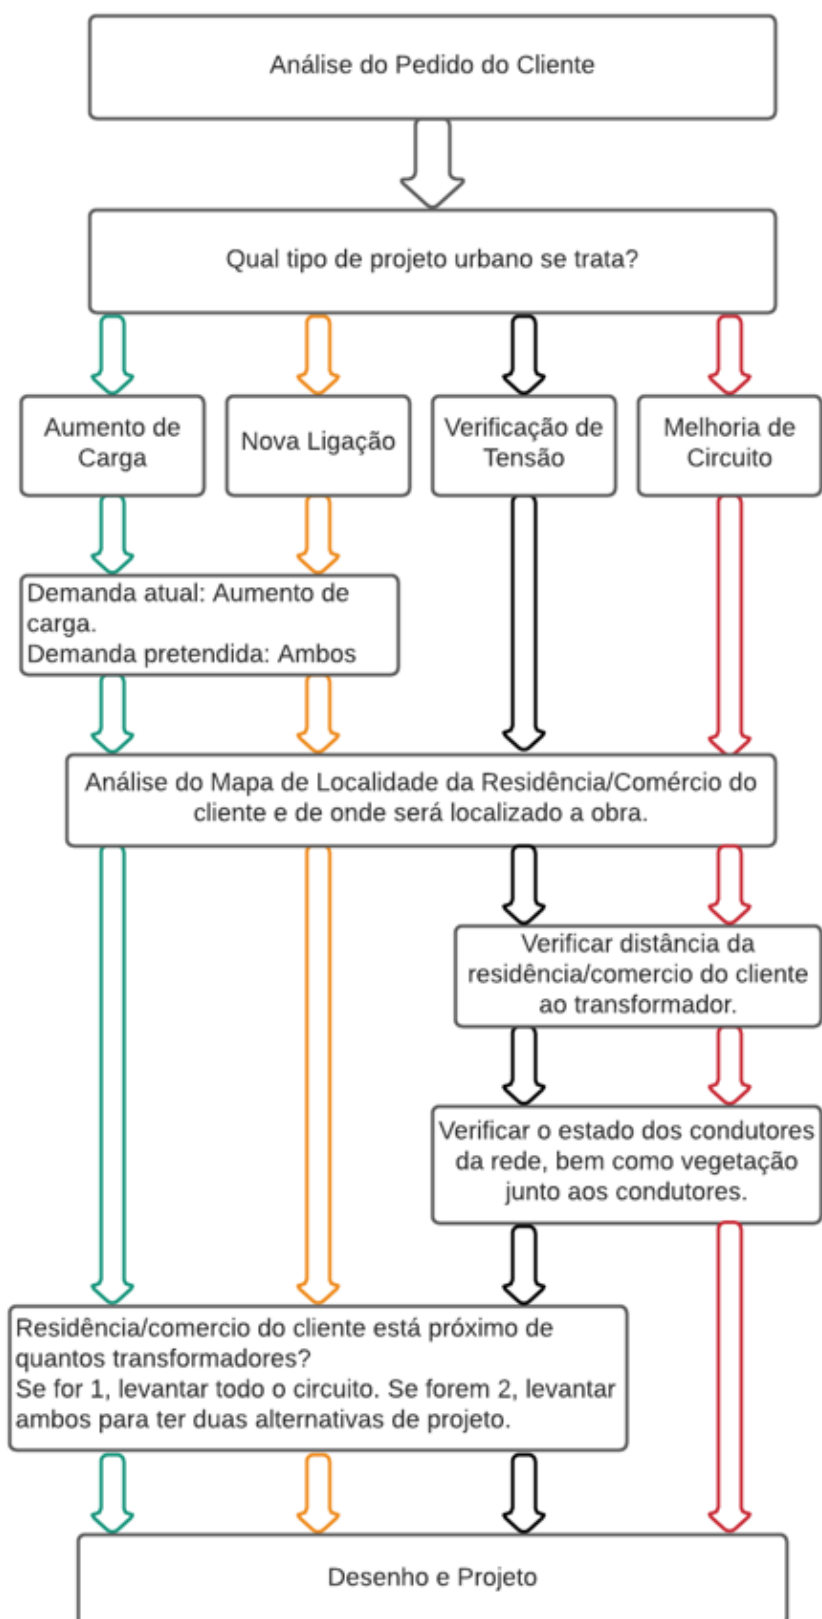 Análise do Pedido do Cliente
Qual tipo de projeto urbano se trata?
Aumento de
Carga
Nova Ligação
Verificação de
Tensão
Melhoria de
Circuito
Demanda atual: Aumento de
carga.
Demanda pretendida: Ambos
Análise do Mapa de Localidade da Residência/Comércio do
cliente e de onde será localizado a obra.
Verificar distância da
residência/comercio do cliente
ao transformador.
Verificar o estado dos condutores
da rede, bem como vegetação
junto aos condutores.
Residência/comercio do cliente está próximo de
quantos transformadores?
Se for 1, levantar todo o circuito. Se forem 2, levantar
ambos para ter duas alternativas de projeto.
Desenho e Projeto